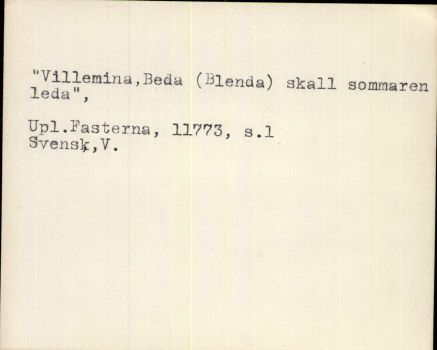 "Villemina,Beda (Blenda) skall sommaren
leda",
Upl.Fasterna, 11773, s.1
Svensk,V.